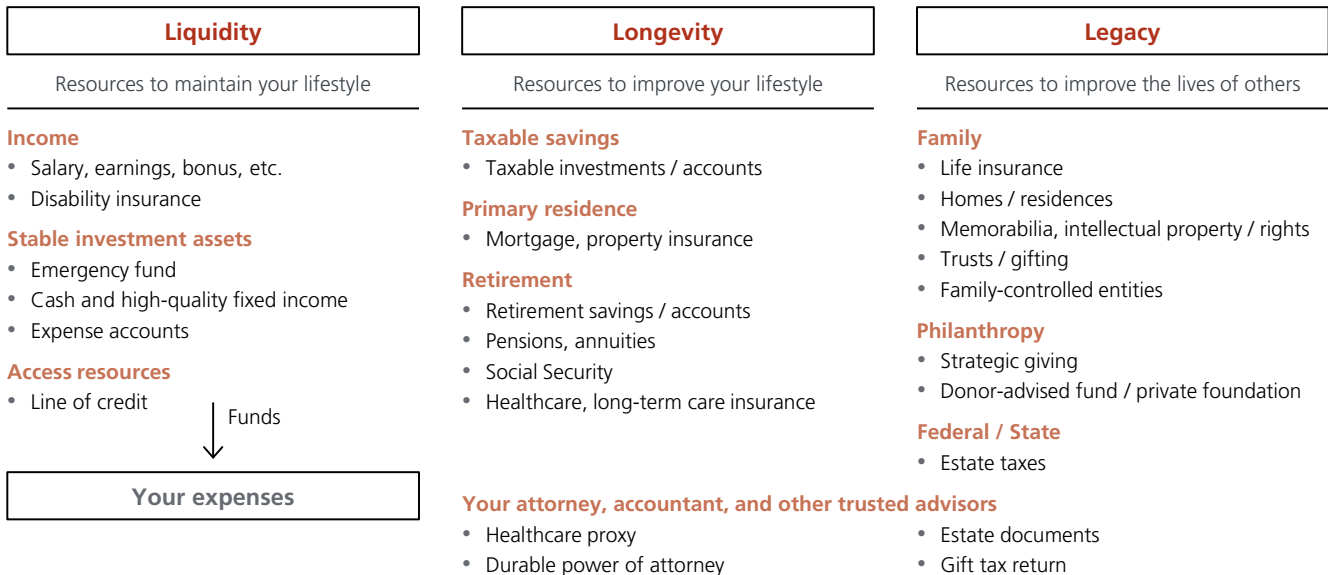 Liquidity
Resources to maintain your lifestyle
Income
• Salary, earnings, bonus, etc.
• Disability insurance
Stable investment assets
• Emergency fund
• Cash and high-quality fixed income
• Expense accounts
Access resources
• Line of credit
Funds
Your expenses
Longevity
Resources to improve your lifestyle
Taxable savings
• Taxable investments / accounts
Primary residence
• Mortgage, property insurance
Retirement
• Retirement savings / accounts
• Pensions, annuities
• Social Security
• Healthcare, long-term care insurance
Legacy
Resources to improve the lives of others
Family
• Life insurance
• Homes / residences
• Memorabilia, intellectual property / rights
• Trusts / gifting
• Family-controlled entities
Philanthropy
• Strategic giving
• Donor-advised fund / private foundation
Federal / State
• Estate taxes
Your attorney, accountant, and other trusted advisors
• Healthcare proxy
• Durable power of attorney
• Estate documents
• Gift tax return